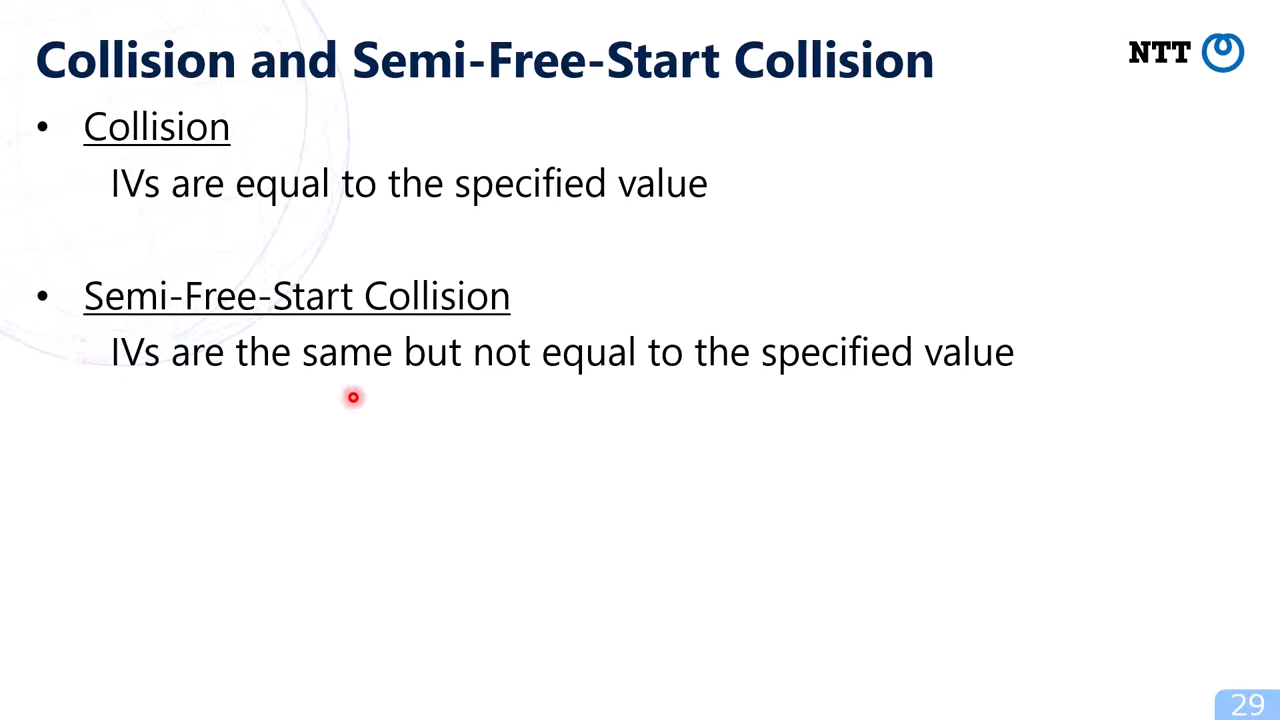 Collision and Semi-Free-Start Collision
NTT
• Collision
IVs are equal to the specified value
• Semi-Free-Start Collision
IVs are the same but not equal to the specified value
29